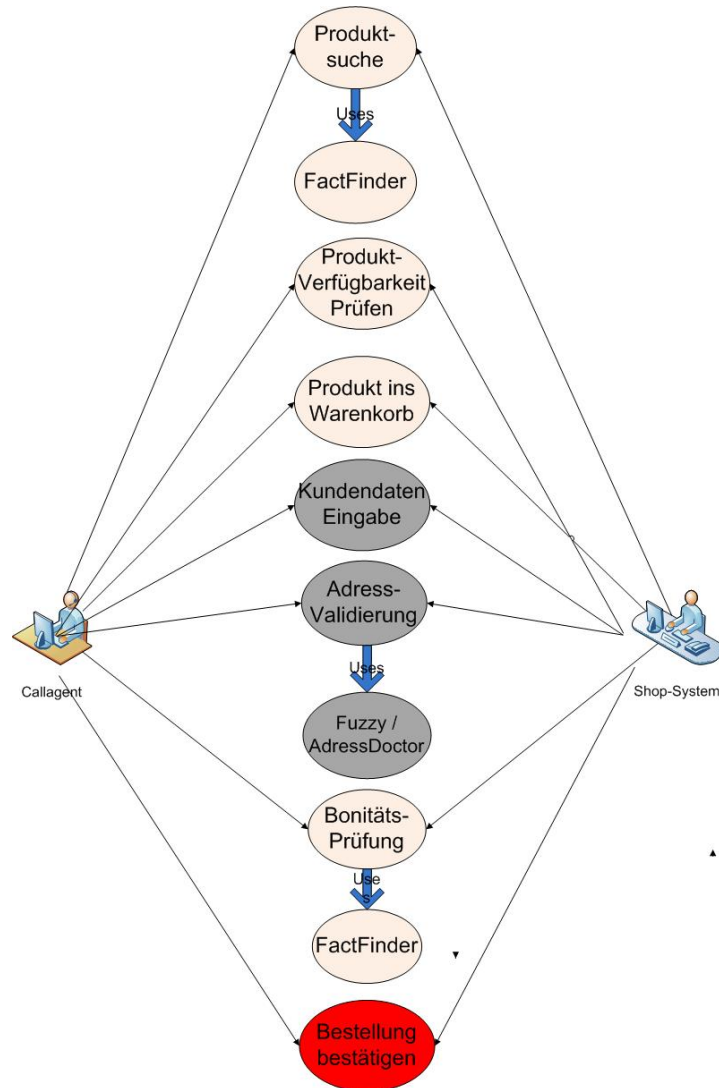 Produkt-
suche
Uses
FactFinder
Produkt-
Verfügbarkeit
Prüfen
Produkt ins
Warenkorb
Kundendaten
Eingabe
Adress-
Validierung
Callagent
Shop-System
Uses
Fuzzy /
AdressDoctor
Bonitäts-
Prüfung
Use
s
FactFinder
Bestellung
bestätigen